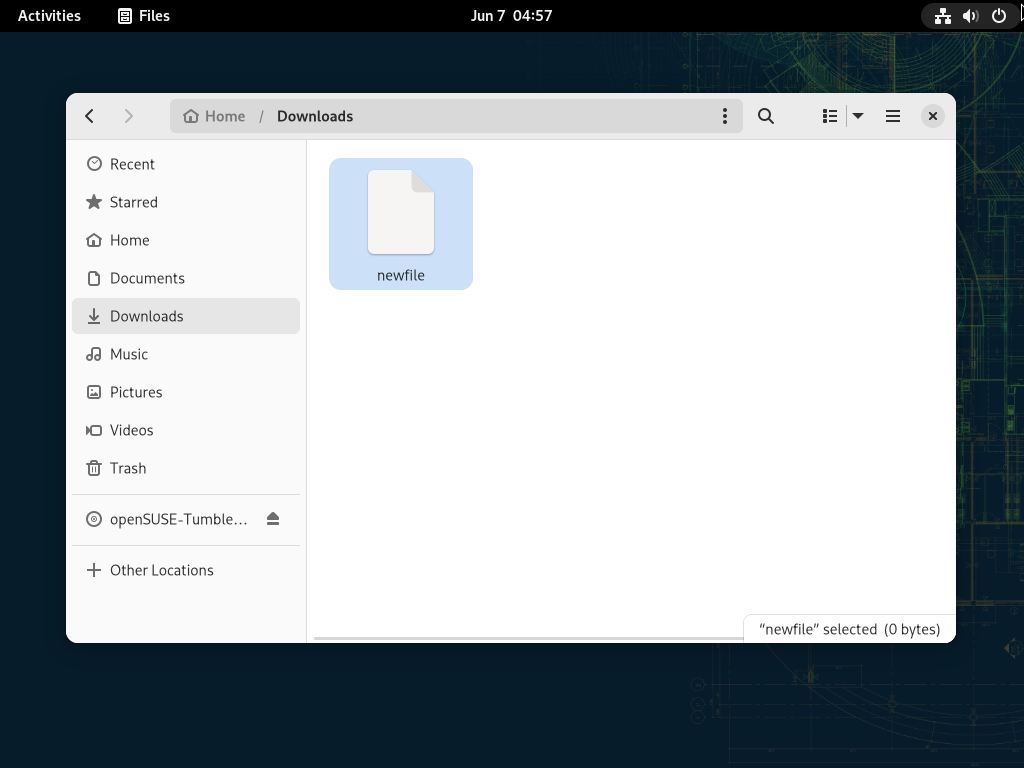 Activities
Files
Jun 7 04:57
Home / Downloads
Recent
Starred
Home
Documents
Downloads
Music
Pictures
Videos
Trash
openSUSE-Tumble…
Other Locations
newfile
“newfile” selected (0 bytes)